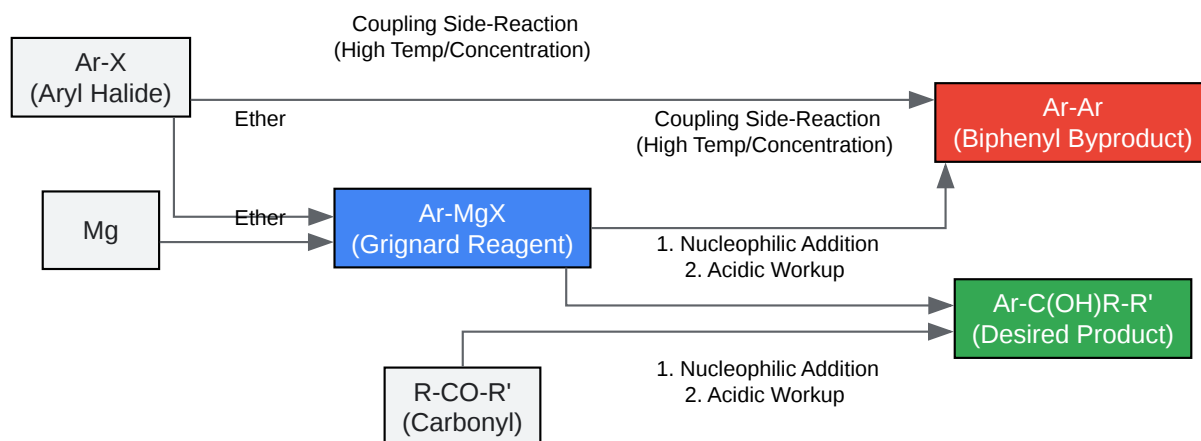 Coupling Side-Reaction
(High Temp/Concentration)
Ar-X
(Aryl Halide)
Ether
Coupling Side-Reaction
(High Temp/Concentration)
Ar-Ar
(Biphenyl Byproduct)
Mg
Ether
Ar-MgX
(Grignard Reagent)
1. Nucleophilic Addition
2. Acidic Workup
Ar-C(OH)R-R'
(Desired Product)
R-CO-R'
(Carbonyl)
1. Nucleophilic Addition
2. Acidic Workup